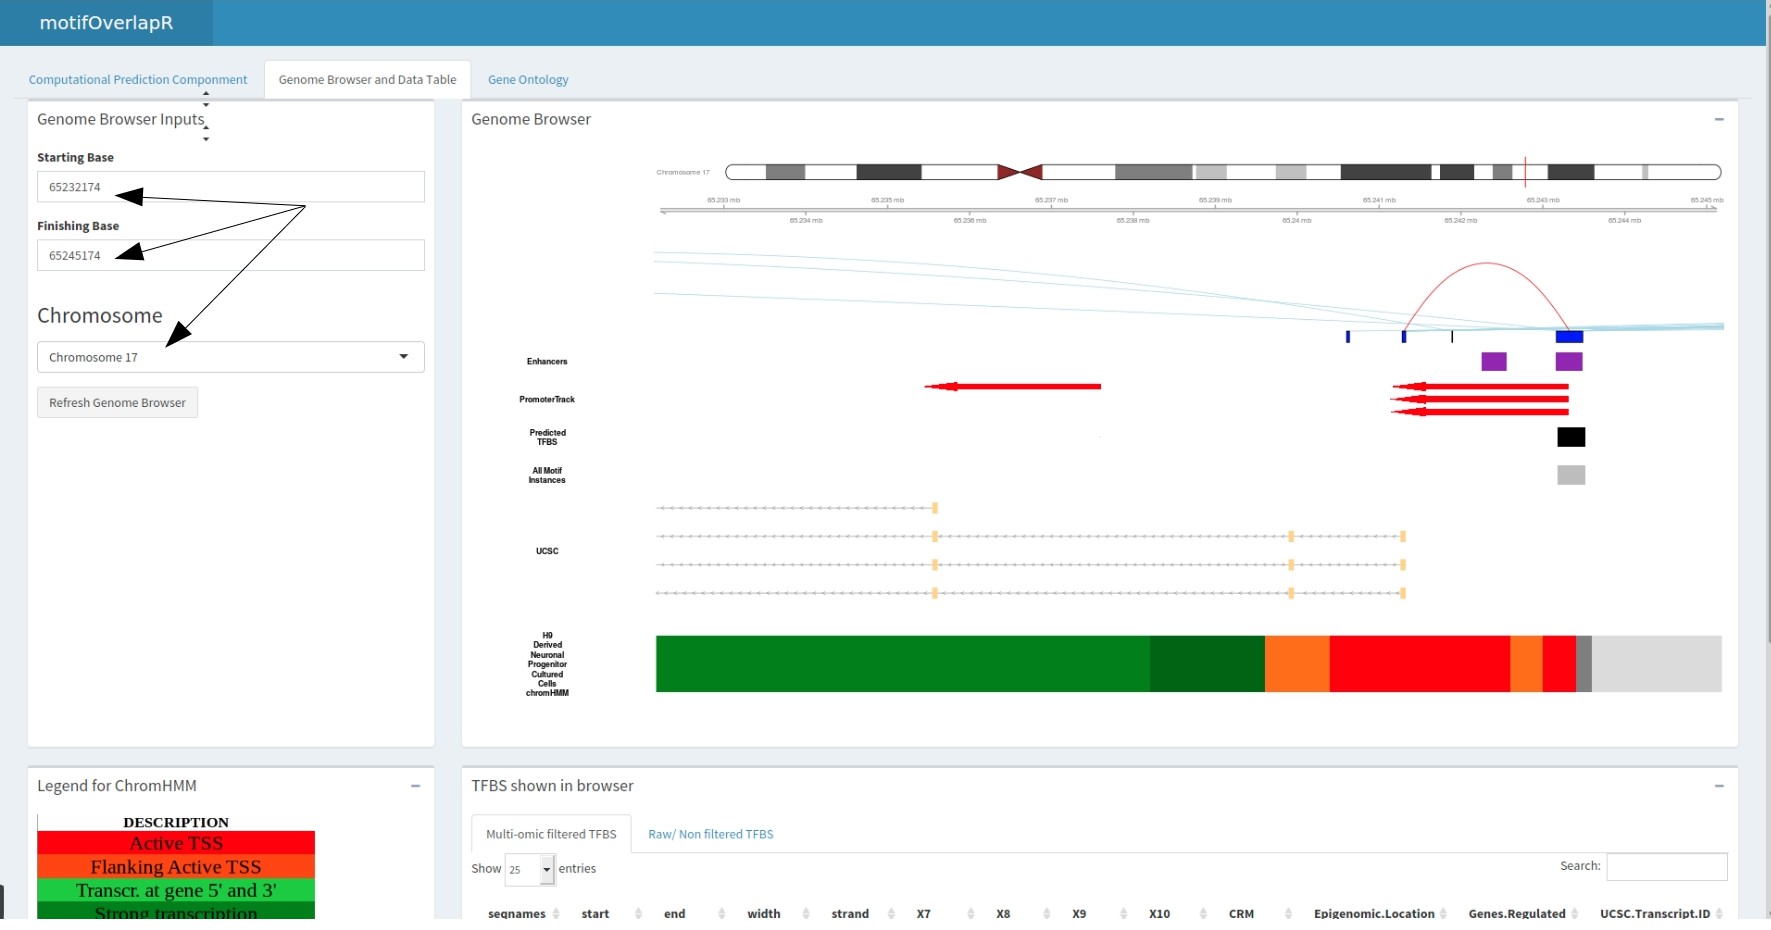 motifOverlapR
Computational Prediction Componment
Genome Browser and Data Table
Gene Ontology
Genome Browser Inputs
Starting Base
65232174
Finishing Base
65245174
Chromosome
Chromosome 17
Refresh Genome Browser
Genome Browser
Chromosome 17
65.233 mb 65.235 mb 65.237 mb 65.239 mb 65.241 mb 65.243 mb 65.245 mb
65.234 mb 65.236 mb 65.238 mb 65.24 mb 65.242 mb 65.244 mb
Enhancers
PromoterTrack
Predicted
TFBS
All Motif
Instances
UCSC
H9
Derived
Neuronal
Progenitor
Cultured
Cells
chromHMM
Legend for ChromHMM
DESCRIPTION
Active TSS
Flanking Active TSS
Transcr. at gene 5' and 3'
Strong transcription
TFBS shown in browser
Multi-omic filtered TFBS
Raw/ Non filtered TFBS
Show 25 entries
Search:
seqnames start end width strand X7 X8 X9 X10 CRM Epigenomic.Location Genes.Regulated UCSC.Transcript.ID